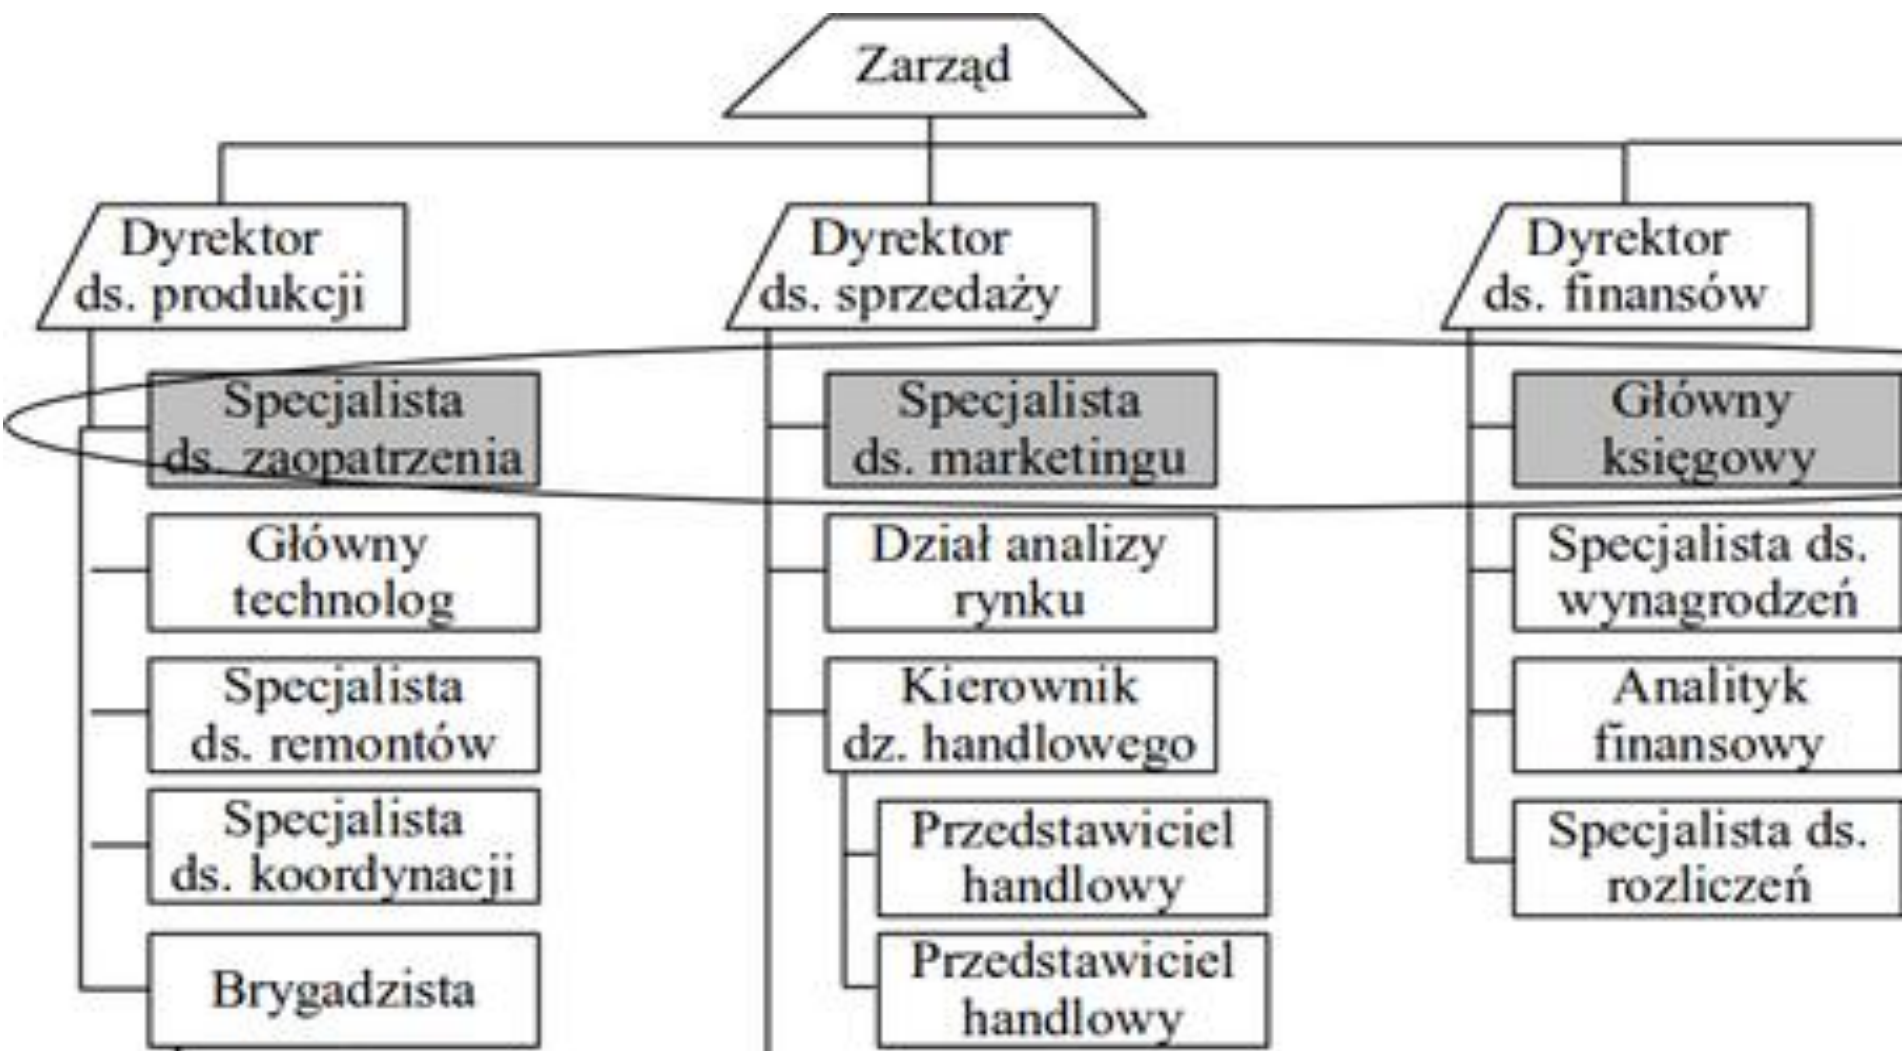 Zarząd
Dyrektor
ds. produkcji
Dyrektor
ds. sprzedaży
Dyrektor
ds. finansów
Specjalista
ds. zaopatrzenia
Główny
technolog
Specjalista
ds. remontów
Specjalista
ds. koordynacji
Brygadzista
Specjalista
ds. marketingu
Dział analizy
rynku
Kierownik
dz. handlowego
Przedstawiciel
handlowy
Przedstawiciel
handlowy
Główny
księgowy
Specjalista ds.
wynagrodzeń
Analityk
finansowy
Specjalista ds.
rozliczeń